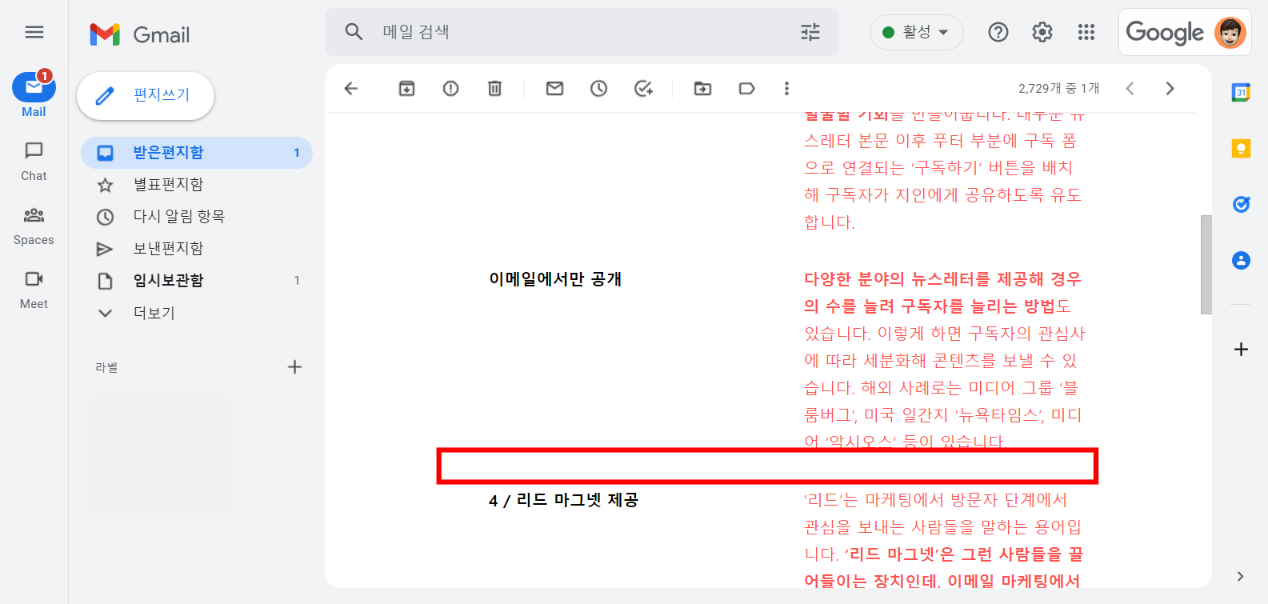 Gmail
메일 검색
활성
Google
1
Mail
Chat
Spaces
Meet
편지쓰기
받은편지함 1
별표편지함
다시 알림 항목
보낸편지함
임시보관함 1
더보기
라벨
2,729개 중 1개
31
스레터 본문 이후 푸터 부분에 구독 폼
으로 연결되는 ‘구독하기’ 버튼을 배치
해 구독자가 지인에게 공유하도록 유도
합니다.
이메일에서만 공개
다양한 분야의 뉴스레터를 제공해 경우
의 수를 늘려 구독자를 늘리는 방법도
있습니다. 이렇게 하면 구독자의 관심사
에 따라 세분화해 콘텐츠를 보낼 수 있
습니다. 해외 사례로는 미디어 그룹 ‘블
룸버그’, 미국 일간지 ‘뉴욕타임스’, 미디
어 ‘악시오스’ 등이 있습니다.
4 / 리드 마그넷 제공
‘리드’는 마케팅에서 방문자 단계에서
관심을 보내는 사람들을 말하는 용어입
니다. ‘리드 마그넷’은 그런 사람들을 끌
어들이는 장치인데, 이메일 마케팅에서